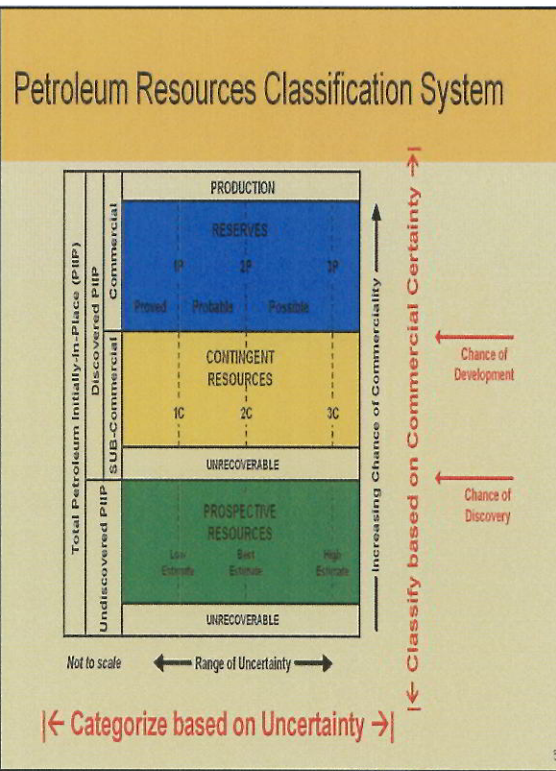 Petroleum Resources Classification System
PRODUCTION
RESERVES
1P 2P 3P
Proved Probable Possible
CONTINGENT
RESOURCES
1C 2C 3C
UNRECOVERABLE
PROSPECTIVE
RESOURCES
Low
Estimate
Best
Estimate
High
Estimate
UNRECOVERABLE
Total Petroleum Initially-In-Place (PIIP)
Discovered PIIP
Undiscovered PIIP
Commercial
SUB-Commercial
Increasing Chance of Commerciality
Classify based on Commercial Certainty
Chance of
Development
Chance of
Discovery
Not to scale
Range of Uncertainty
Categorize based on Uncertainty